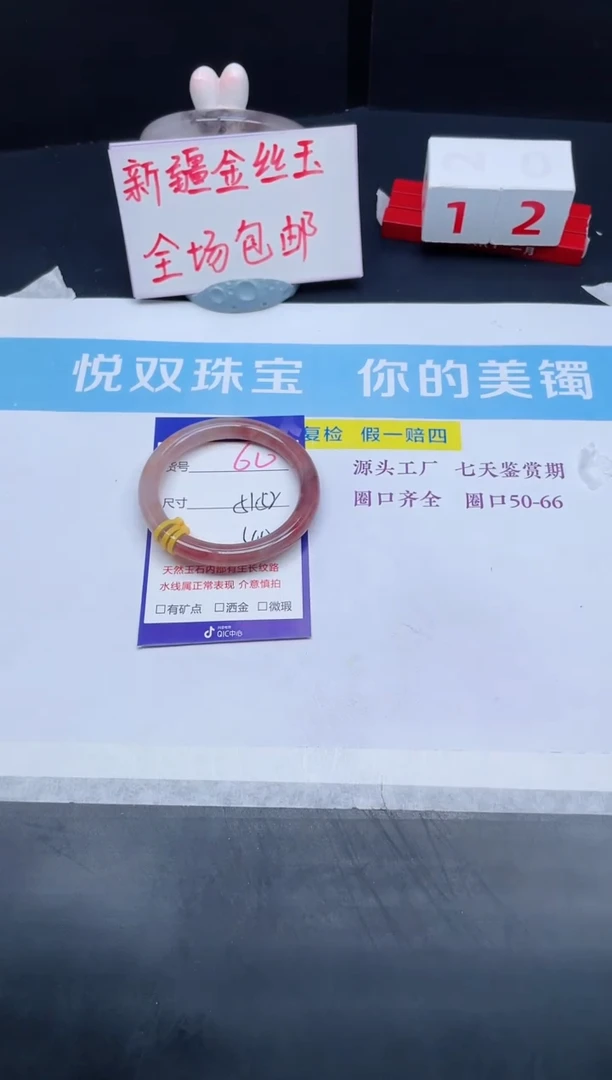 新疆金丝玉
全场包邮
12
悦双珠宝 你的美镯
复检 假一赔四
源头工厂 七天鉴赏期
圈口齐全 圈口50-66
货号 60
尺寸
天然玉石内部有生长纹路
水线属正常表现 介意慎拍
□有矿点 □洒金 □微瑕
QIC中心